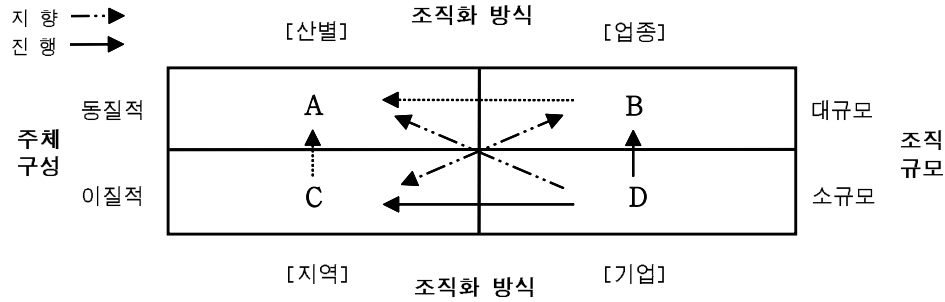 지 향
조직화 방식
진 행
[산별]
[업종]
동질적
A
B
대규모
주체
구성
조직
규모
이질적
C
D
소규모
[지역]
[기업]
조직화 방식